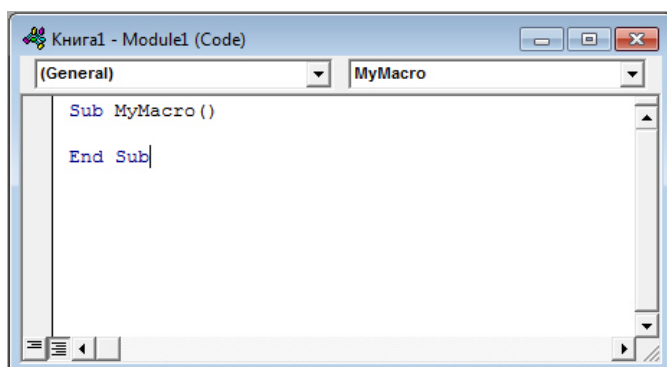 Книга1 - Module1 (Code)
(General) MyMacro
Sub MyMacro()
End Sub